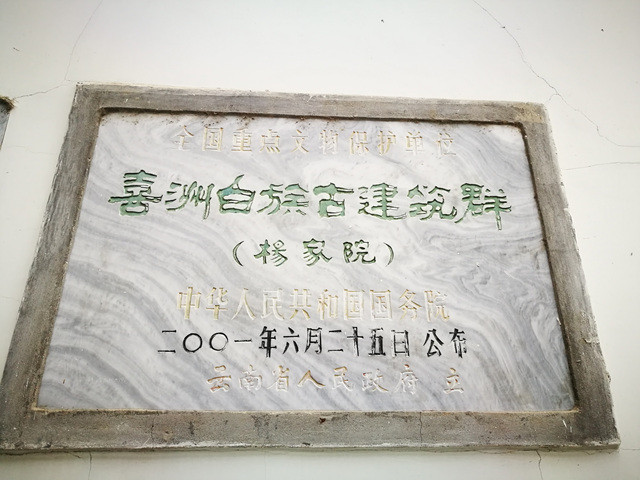 全国重点文物保护单位
喜洲白族古建筑群
(杨家院)
中华人民共和国国务院
二〇〇一年六月二十五日 公布
云南省人民政府 立